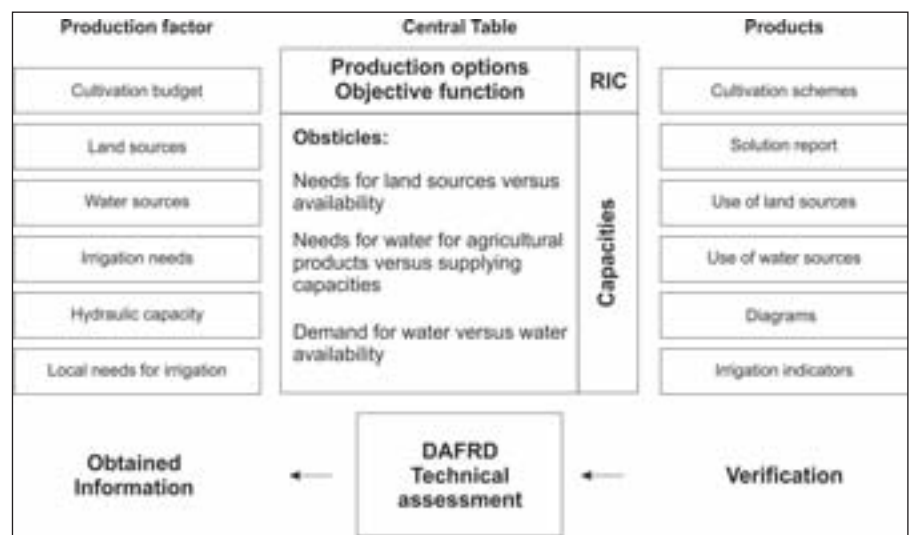 Production factor
Central Table
Products
Cultivation budget
Land sources
Water sources
Irrigation needs
Hydraulic capacity
Local needs for irrigation
Production options
Objective function
RIC
Obsticles:
Needs for land sources versus
availability
Needs for water for agricultural
products versus supplying
capacities
Demand for water versus water
availability
Capacities
Cultivation schemes
Solution report
Use of land sources
Use of water sources
Diagrams
Irrigation indicators
Obtained
Information
DAFRD
Technical
assessment
Verification